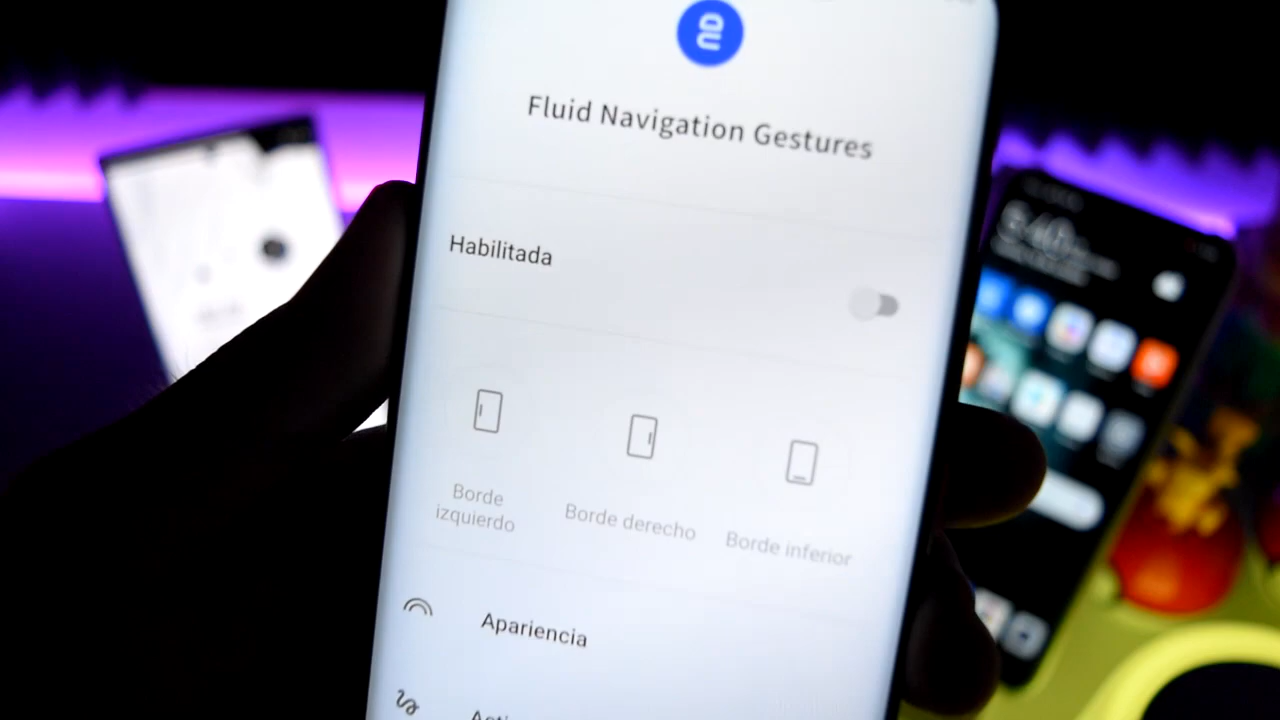 Fluid Navigation Gestures
Habilitada
Borde
izquierdo
Borde derecho
Borde inferior
Apariencia